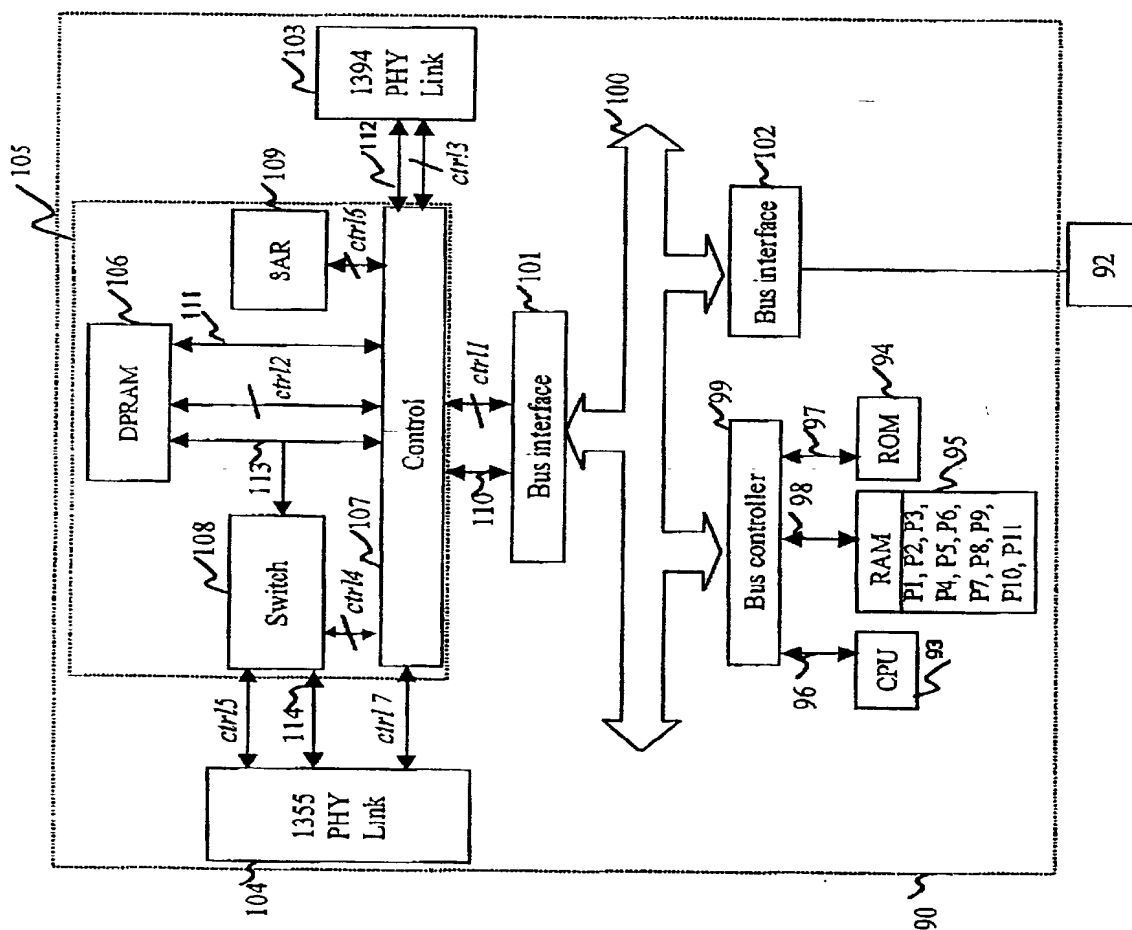 105
103
1394
PHY
Link
112
ctrl3
109
SAR
ctrl6
106
DPRAM
111
ctrl2
113
108
Switch
ctrl4
107
Control
ctrl5
114
ctrl 7
1355
PHY
Link
104
110
ctrl1
101
Bus interface
100
102
Bus interface
92
99
Bus controller
96
98
97
94
CPU
93
RAM
P1, P2, P3,
P4, P5, P6,
P7, P8, P9,
P10, P11
95
ROM
90